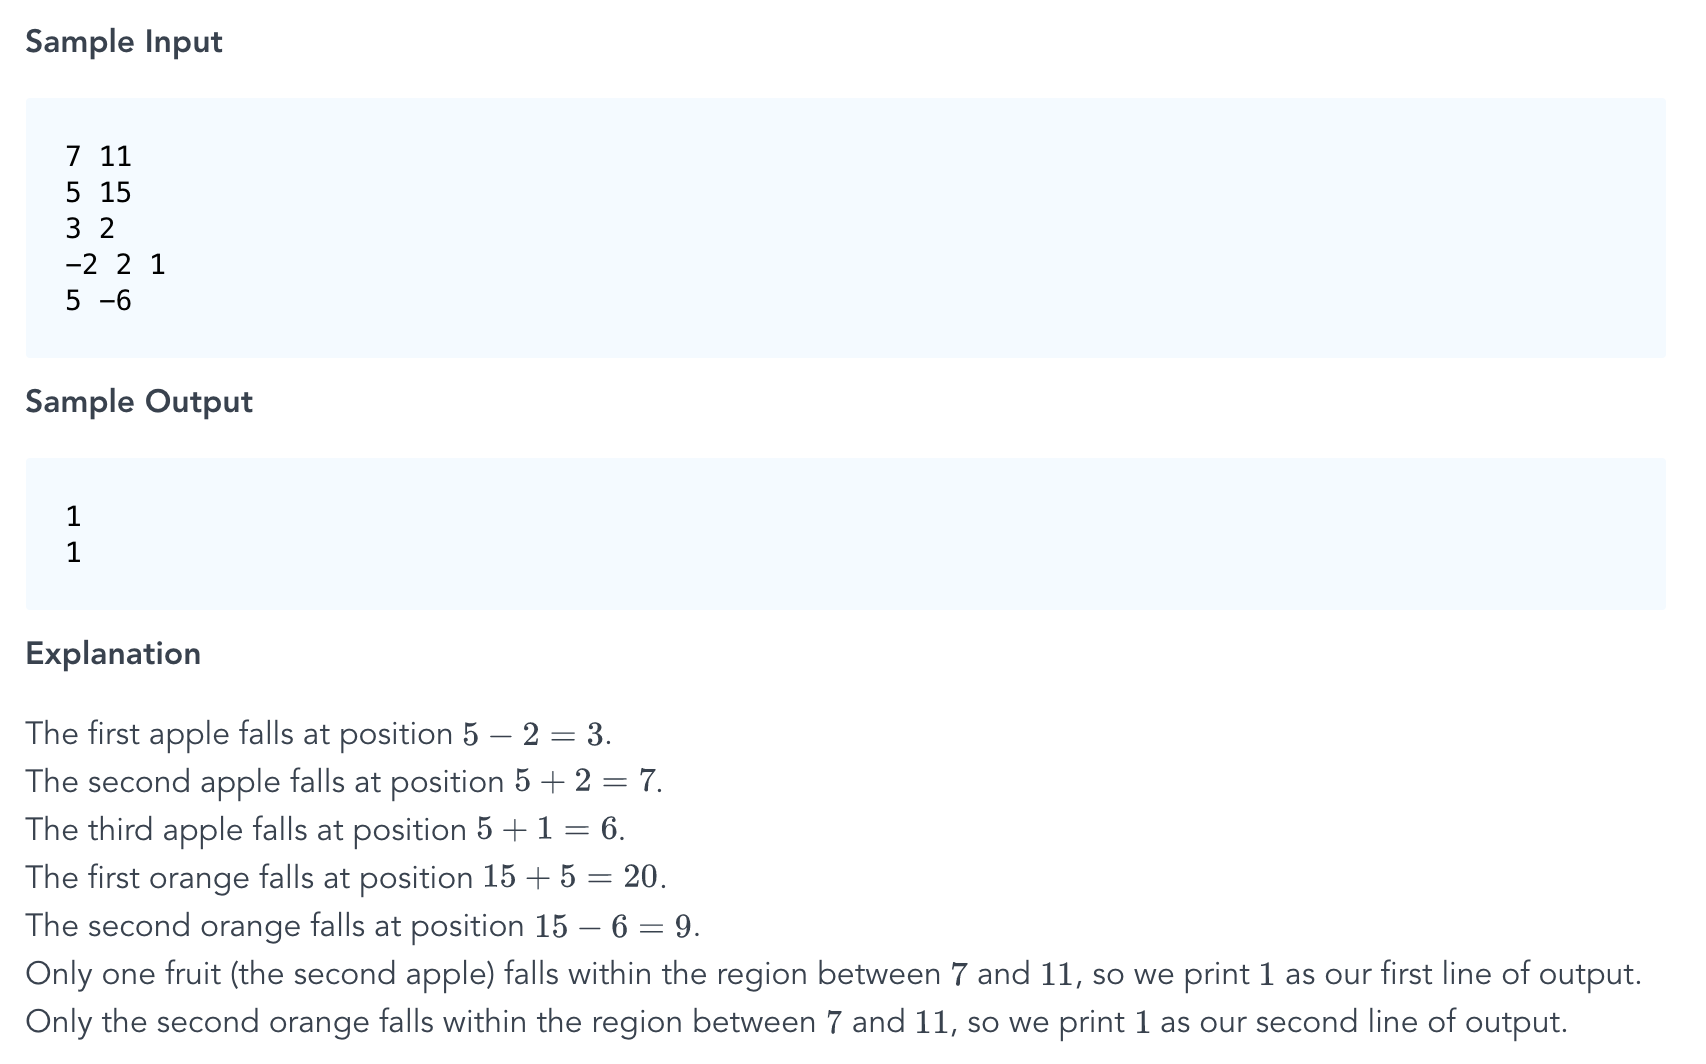 Sample Input
7 11
5 15
3 2
−2 2 1
5 −6
Sample Output
1
1
Explanation
The first apple falls at position 5 − 2 = 3.
The second apple falls at position 5 + 2 = 7.
The third apple falls at position 5 + 1 = 6.
The first orange falls at position 15 + 5 = 20.
The second orange falls at position 15 − 6 = 9.
Only one fruit (the second apple) falls within the region between 7 and 11, so we print 1 as our first line of output.
Only the second orange falls within the region between 7 and 11, so we print 1 as our second line of output.